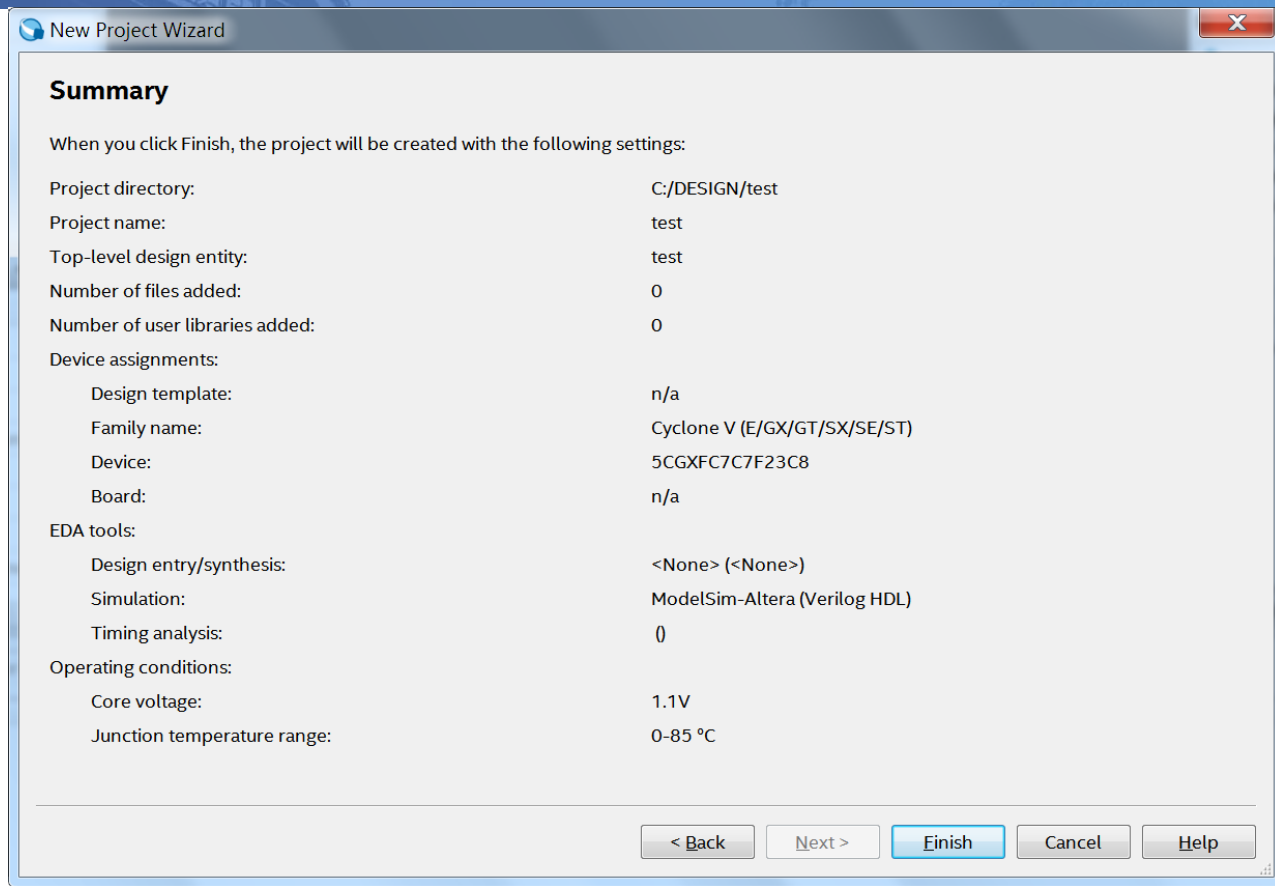 New Project Wizard
Summary
When you click Finish, the project will be created with the following settings:
Project directory: C:/DESIGN/test
Project name: test
Top-level design entity: test
Number of files added: 0
Number of user libraries added: 0
Device assignments:
Design template: n/a
Family name: Cyclone V (E/GX/GT/SX/SE/ST)
Device: 5CGXFC7C7F23C8
Board: n/a
EDA tools:
Design entry/synthesis: <None> (<None>)
Simulation: ModelSim-Altera (Verilog HDL)
Timing analysis: ()
Operating conditions:
Core voltage: 1.1V
Junction temperature range: 0-85 ºC
< Back Next > Finish Cancel Help